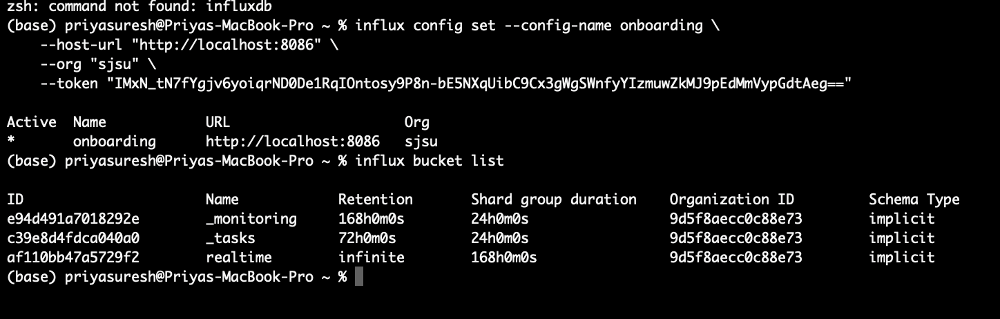 zsh: command not found: influxdb
(base) priyasuresh@Priyas-MacBook-Pro ~ % influx config set --config-name onboarding \
--host-url "http://localhost:8086" \
--org "sjsu" \
--token "IMxN_tN7fYgjv6yoiqrND0De1RqIOntosy9P8n-bE5NXqUibC9Cx3gWgSWnfyYIzmuwZkMJ9pEdMmVypGdtAeg=="
Active Name URL Org
* onboarding http://localhost:8086 sjsu
(base) priyasuresh@Priyas-MacBook-Pro ~ % influx bucket list
ID Name Retention Shard group duration Organization ID Schema Type
e94d491a7018292e _monitoring 168h0m0s 24h0m0s 9d5f8aecc0c88e73 implicit
c39e8d4fdca040a0 _tasks 72h0m0s 24h0m0s 9d5f8aecc0c88e73 implicit
af110bb47a5729f2 realtime infinite 168h0m0s 9d5f8aecc0c88e73 implicit
(base) priyasuresh@Priyas-MacBook-Pro ~ %